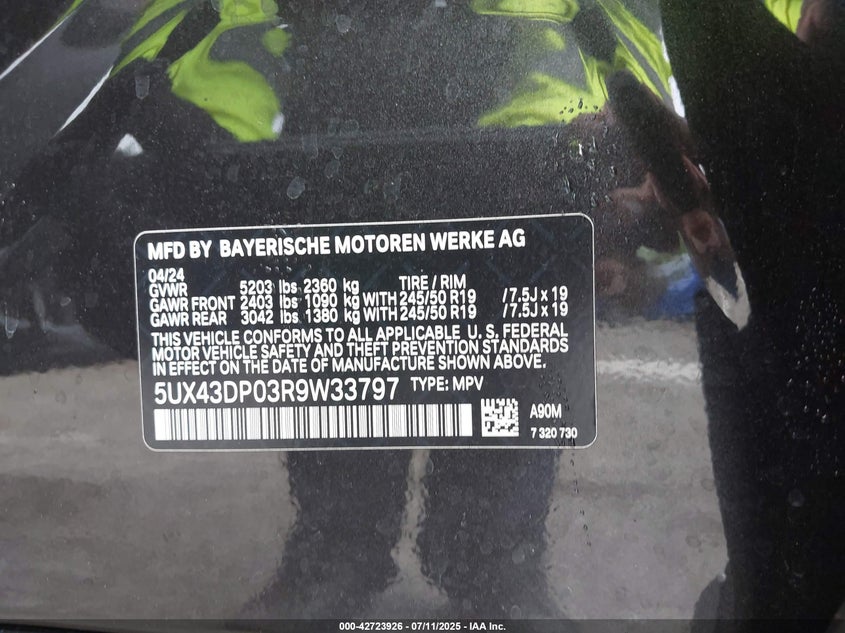 MFD BY BAYERISCHE MOTOREN WERKE AG
04/24
GVWR 5203 lbs 2360 kg TIRE / RIM
GAWR FRONT 2403 lbs 1090 kg WITH 245/50 R19 / 7.5J x 19
GAWR REAR 3042 lbs 1380 kg WITH 245/50 R19 / 7.5J x 19
THIS VEHICLE CONFORMS TO ALL APPLICABLE U. S. FEDERAL
MOTOR VEHICLE SAFETY AND THEFT PREVENTION STANDARDS
IN EFFECT ON THE DATE OF MANUFACTURE SHOWN ABOVE.
5UX43DP03R9W33797 TYPE: MPV
A90M
7 320 730
000-42723926 - 07/11/2025 - IAA Inc.